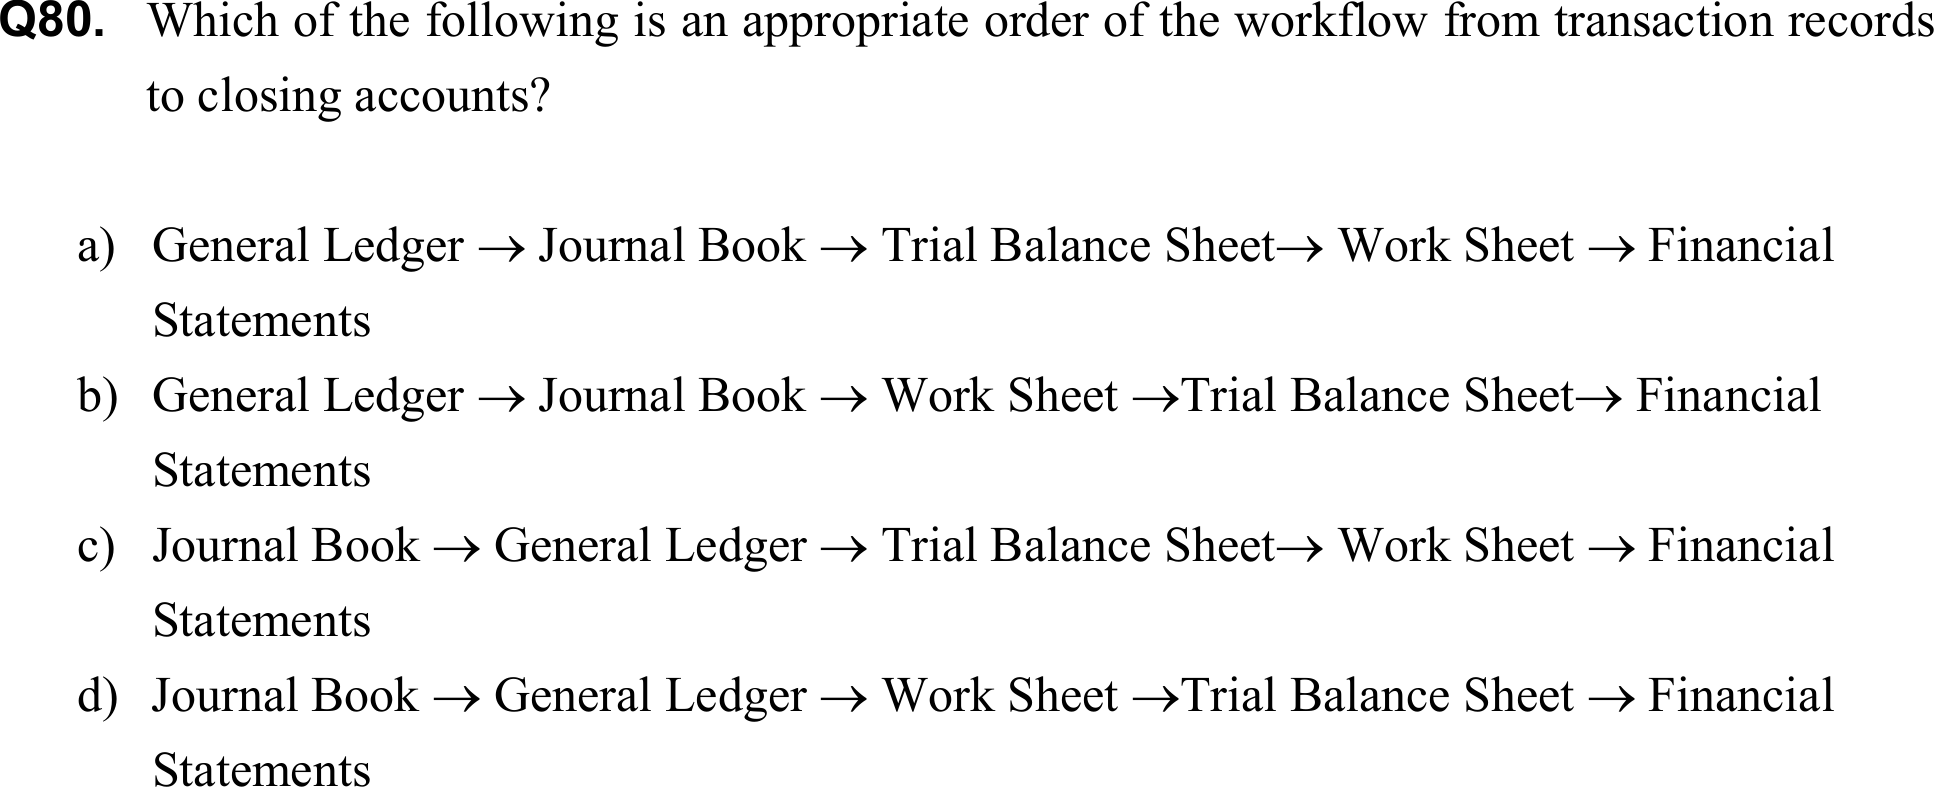 Q80. Which of the following is an appropriate order of the workflow from transaction records
to closing accounts?
a) General Ledger → Journal Book → Trial Balance Sheet→ Work Sheet → Financial
Statements
b) General Ledger → Journal Book → Work Sheet →Trial Balance Sheet→ Financial
Statements
c) Journal Book → General Ledger → Trial Balance Sheet→ Work Sheet → Financial
Statements
d) Journal Book → General Ledger → Work Sheet →Trial Balance Sheet → Financial
Statements